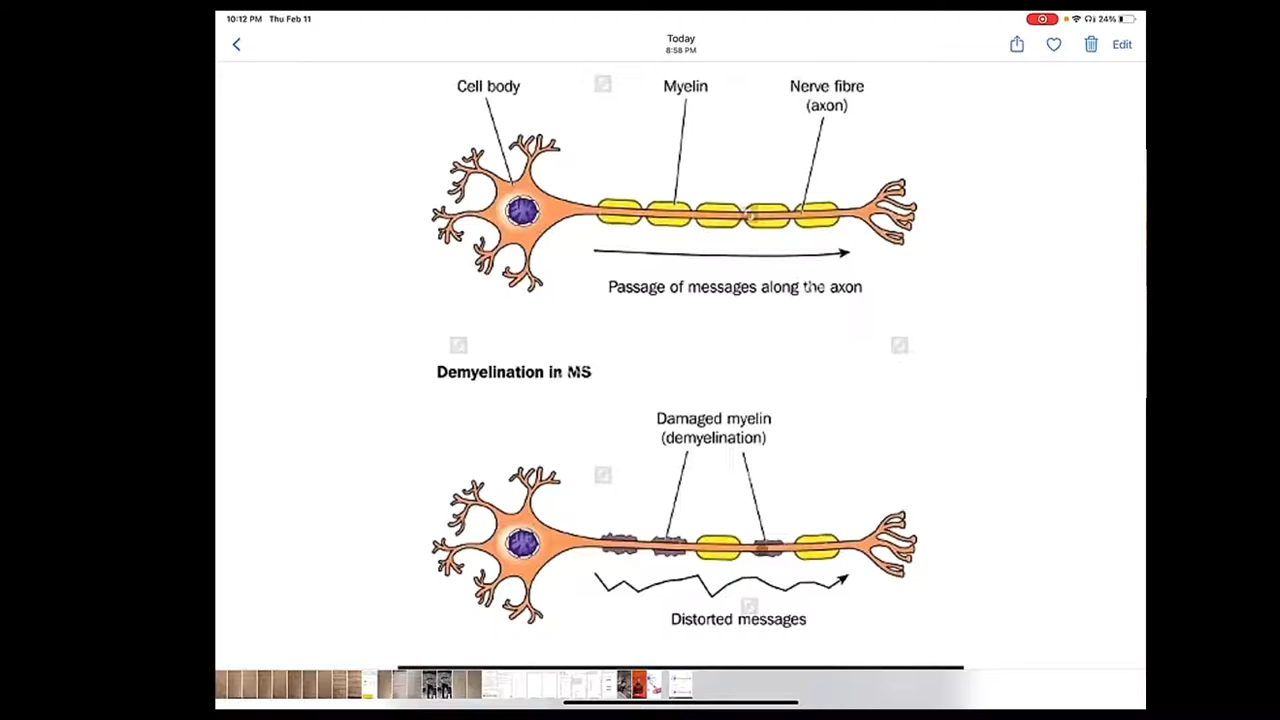 10:12 PM Thu Feb 11
24%
Today
8:58 PM
Edit
Cell body
Myelin
Nerve fibre
(axon)
Passage of messages along the axon
Demyelination in MS
Damaged myelin
(demyelination)
Distorted messages